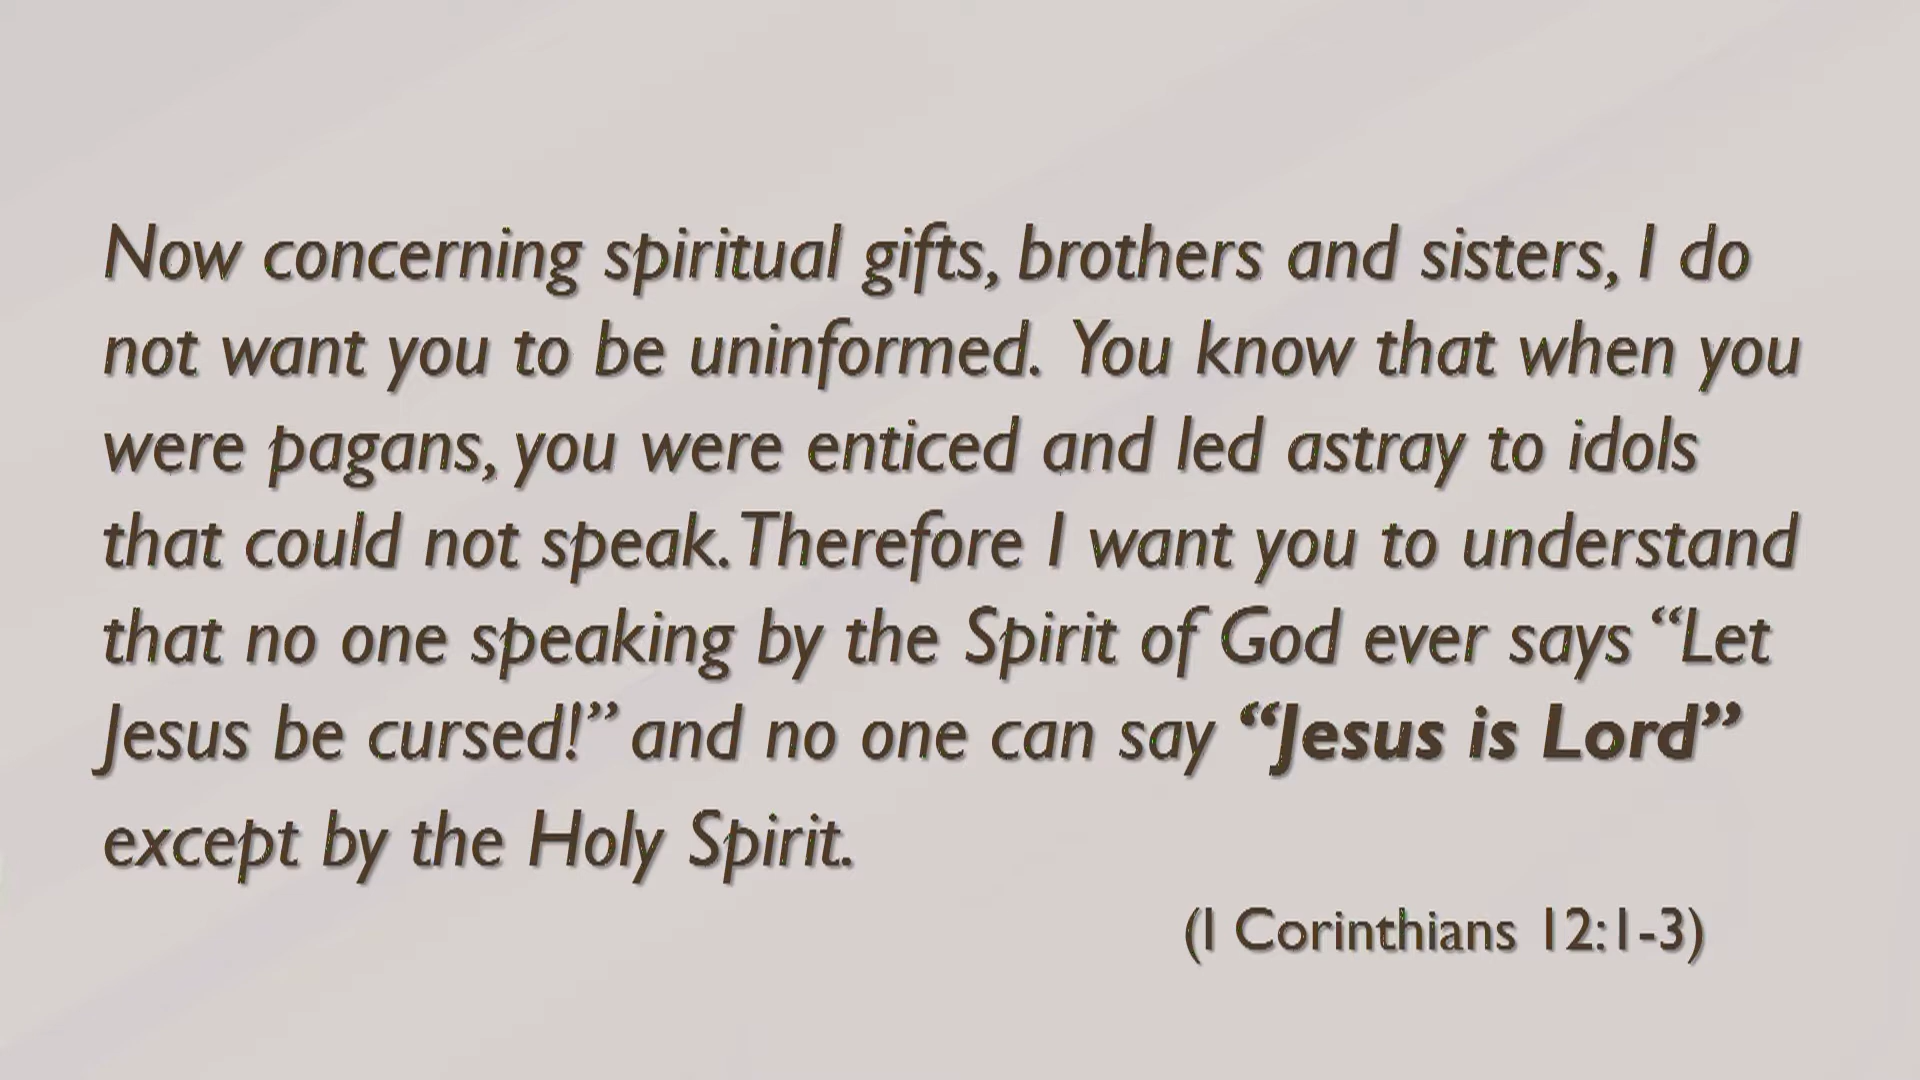 Now concerning spiritual gifts, brothers and sisters, I do
not want you to be uninformed. You know that when you
were pagans, you were enticed and led astray to idols
that could not speak. Therefore I want you to understand
that no one speaking by the Spirit of God ever says “Let
Jesus be cursed!” and no one can say “Jesus is Lord”
except by the Holy Spirit.
(I Corinthians 12:1-3)